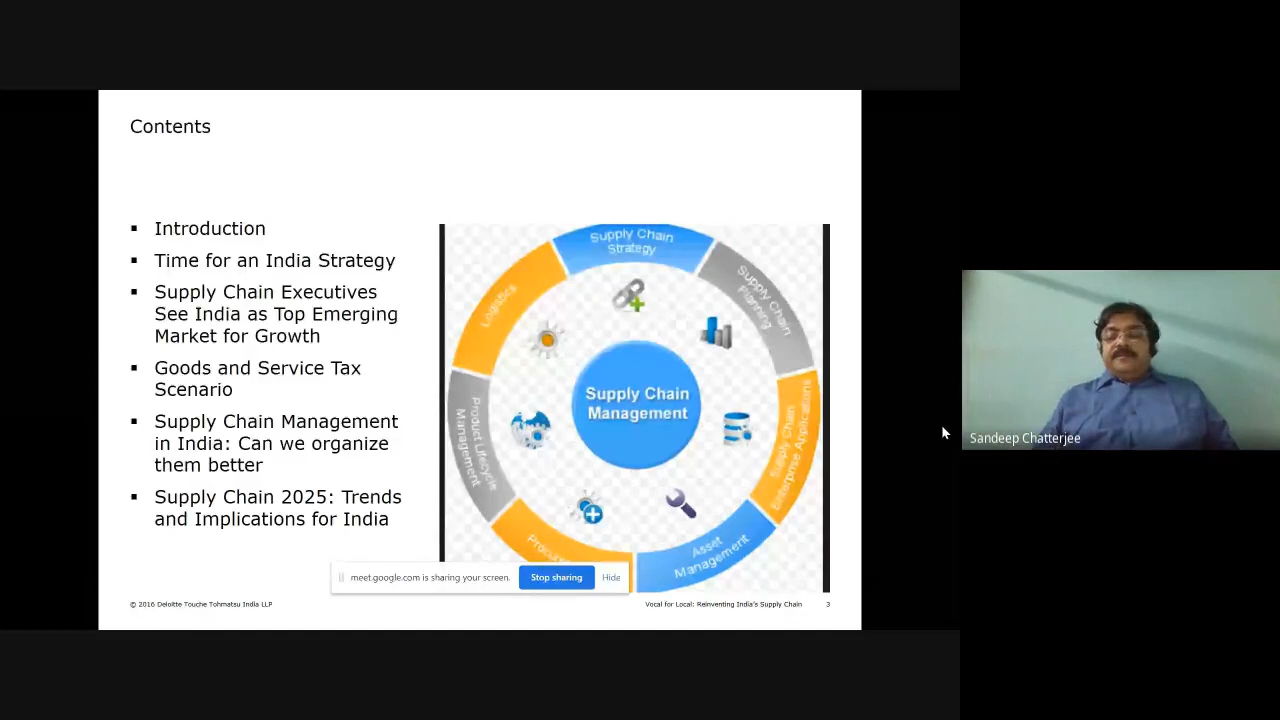 Contents
Introduction
Time for an India Strategy
Supply Chain Executives
See India as Top Emerging
Market for Growth
Goods and Service Tax
Scenario
Supply Chain Management
in India: Can we organize
them better
Supply Chain 2025: Trends
and Implications for India
Supply Chain
Strategy
Supply Chain
Planning
Supply Chain
Enterprise Applications
Asset
Management
Product Lifecycle
Management
Logistics
Supply Chain
Management
meet.google.com is sharing your screen.
Stop sharing
Hide
© 2016 Deloitte Touche Tohmatsu India LLP
Vocal for Local: Reinventing India's Supply Chain
3
Sandeep Chatterjee